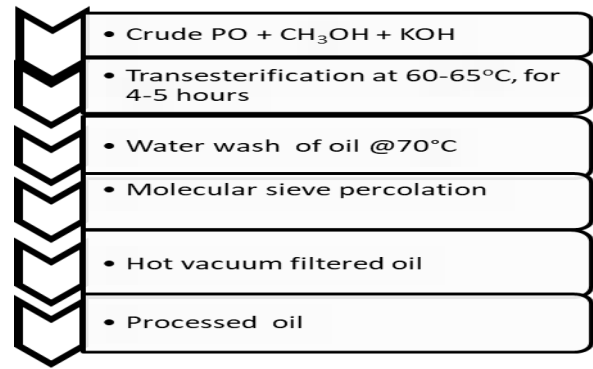 • Crude PO + CH₃OH + KOH
• Transesterification at 60-65°C, for
4-5 hours
• Water wash of oil @70°C
• Molecular sieve percolation
• Hot vacuum filtered oil
• Processed oil